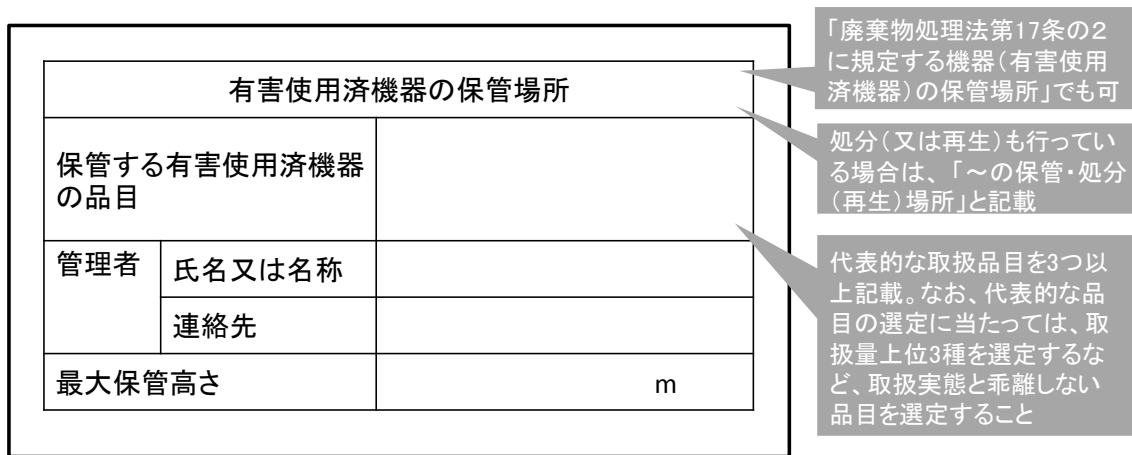 有害使用済機器の保管場所
保管する有害使用済機器
の品目
管理者
氏名又は名称
連絡先
最大保管高さ
m
「廃棄物処理法第17条の2
に規定する機器(有害使用
済機器)の保管場所」でも可
処分(又は再生)も行ってい
る場合は、「~の保管・処分
(再生)場所」と記載
代表的な取扱品目を3つ以
上記載。なお、代表的な品
目の選定に当たっては、取
扱量上位3種を選定するな
ど、取扱実態と乖離しない
品目を選定すること